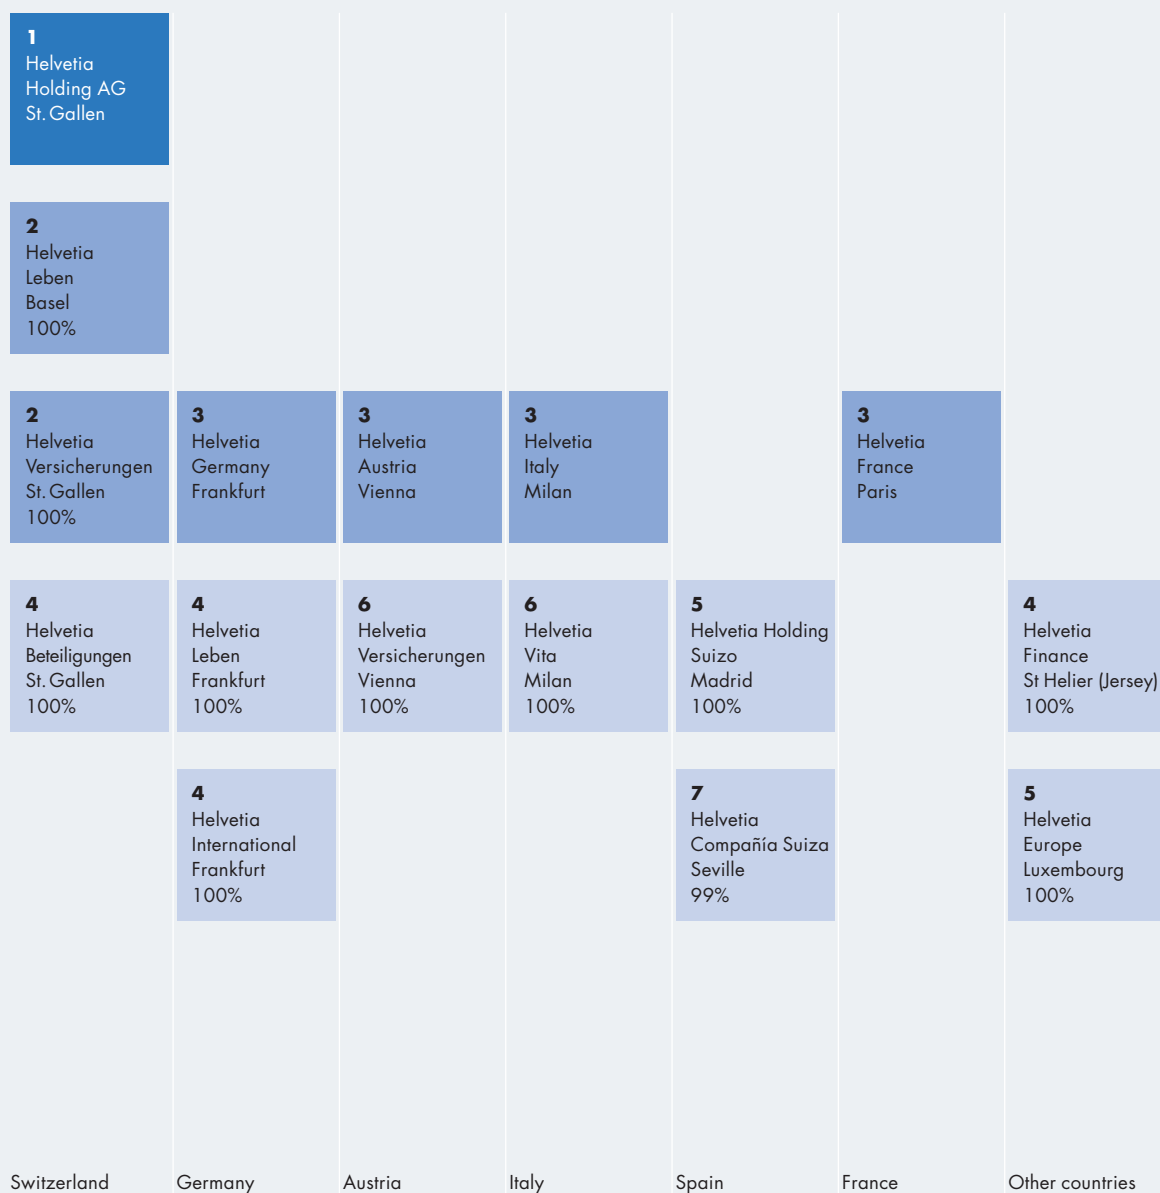 1
Helvetia
Holding AG
St. Gallen
2
Helvetia
Leben
Basel
100%
2
Helvetia
Versicherungen
St. Gallen
100%
3
Helvetia
Germany
Frankfurt
3
Helvetia
Austria
Vienna
3
Helvetia
Italy
Milan
3
Helvetia
France
Paris
4
Helvetia
Beteiligungen
St. Gallen
100%
4
Helvetia
Leben
Frankfurt
100%
6
Helvetia
Versicherungen
Vienna
100%
6
Helvetia
Vita
Milan
100%
5
Helvetia Holding
Suizo
Madrid
100%
4
Helvetia
Finance
St Helier (Jersey)
100%
4
Helvetia
International
Frankfurt
100%
7
Helvetia
Compañía Suiza
Seville
99%
5
Helvetia
Europe
Luxembourg
100%
Switzerland
Germany
Austria
Italy
Spain
France
Other countries